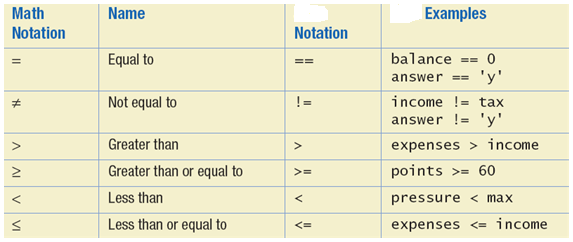 Math Notation Name Notation Examples
= Equal to == balance == 0
answer == 'y'
≠ Not equal to != income != tax
answer != 'y'
> Greater than > expenses > income
≥ Greater than or equal to >= points >= 60
< Less than < pressure < max
≤ Less than or equal to <= expenses <= income